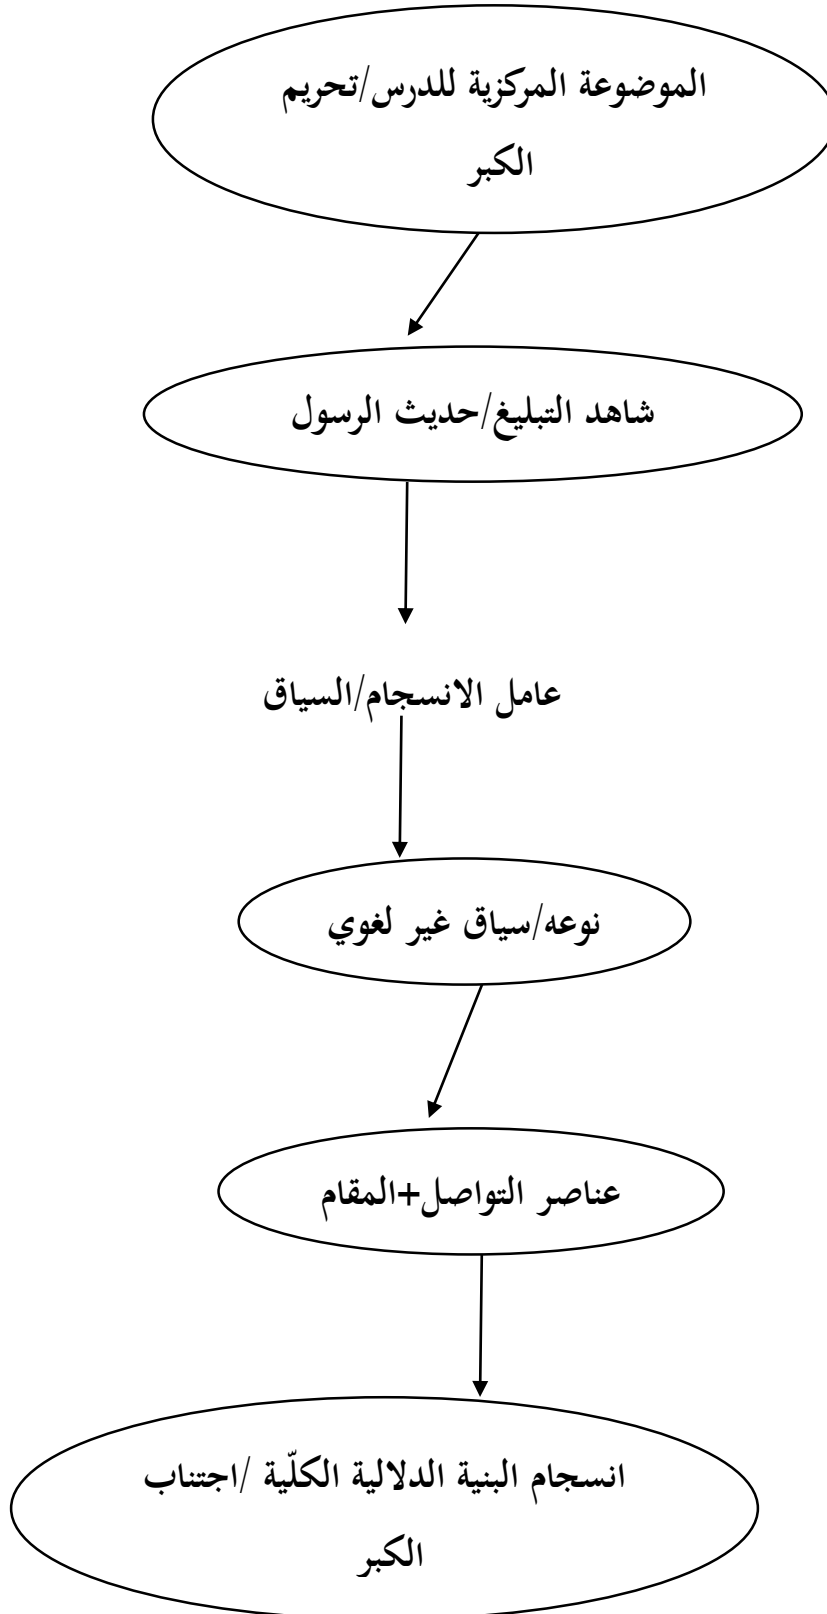 الموضوعة المركزية للدرس/تحريم
الكبر
شاهد التبليغ/حديث الرسول
عامل الانسجام/السياق
نوعه/سياق غير لغوي
عناصر التواصل+المقام
انسجام البنية الدلالية الكلّية /اجتناب
الكبر